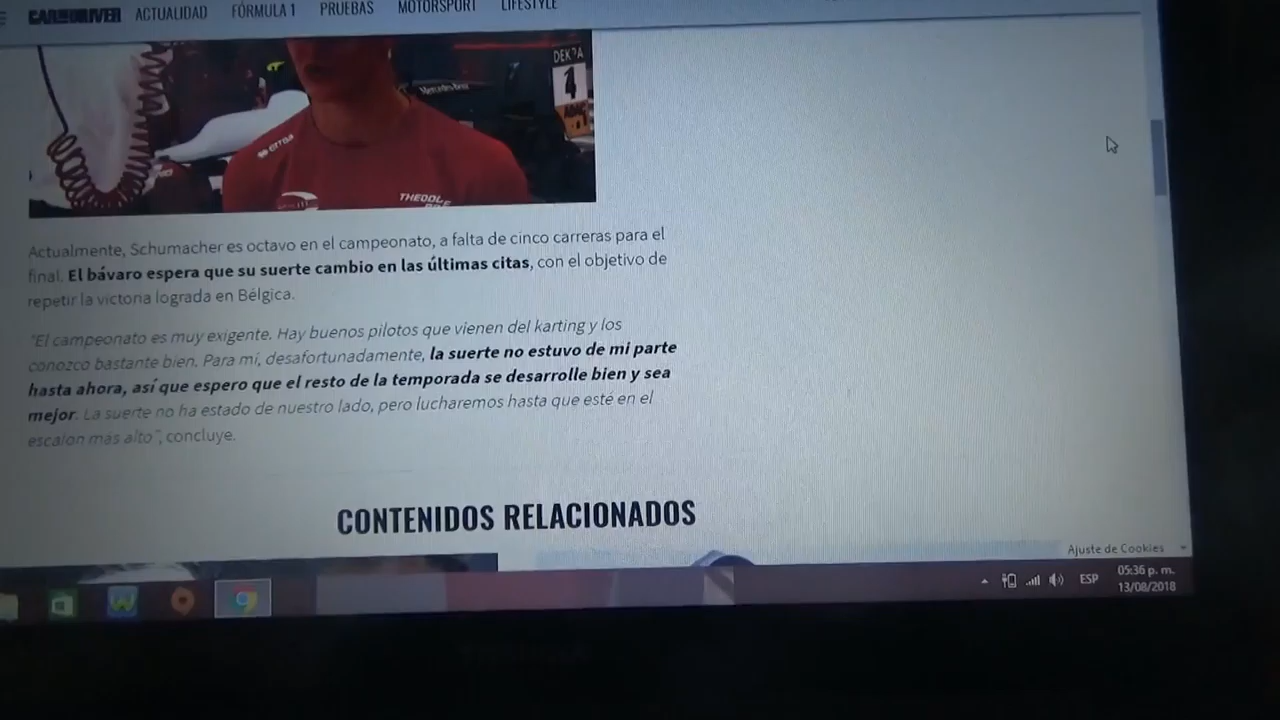 CAR AND DRIVER ACTUALIDAD FÓRMULA 1 PRUEBAS MOTORSPORT LIFESTYLE
DEKRA
4
ADAC
Mercedes-Benz
errea
THEODORE
Actualmente, Schumacher es octavo en el campeonato, a falta de cinco carreras para el
final. El bávaro espera que su suerte cambio en las últimas citas, con el objetivo de
repetir la victoria lograda en Bélgica.
"El campeonato es muy exigente. Hay buenos pilotos que vienen del karting y los
conozco bastante bien. Para mí, desafortunadamente, la suerte no estuvo de mi parte
hasta ahora, así que espero que el resto de la temporada se desarrolle bien y sea
mejor. La suerte no ha estado de nuestro lado, pero lucharemos hasta que esté en el
escalón más alto", concluye.
CONTENIDOS RELACIONADOS
Ajuste de Cookies
ESP
05:36 p. m.
13/08/2018